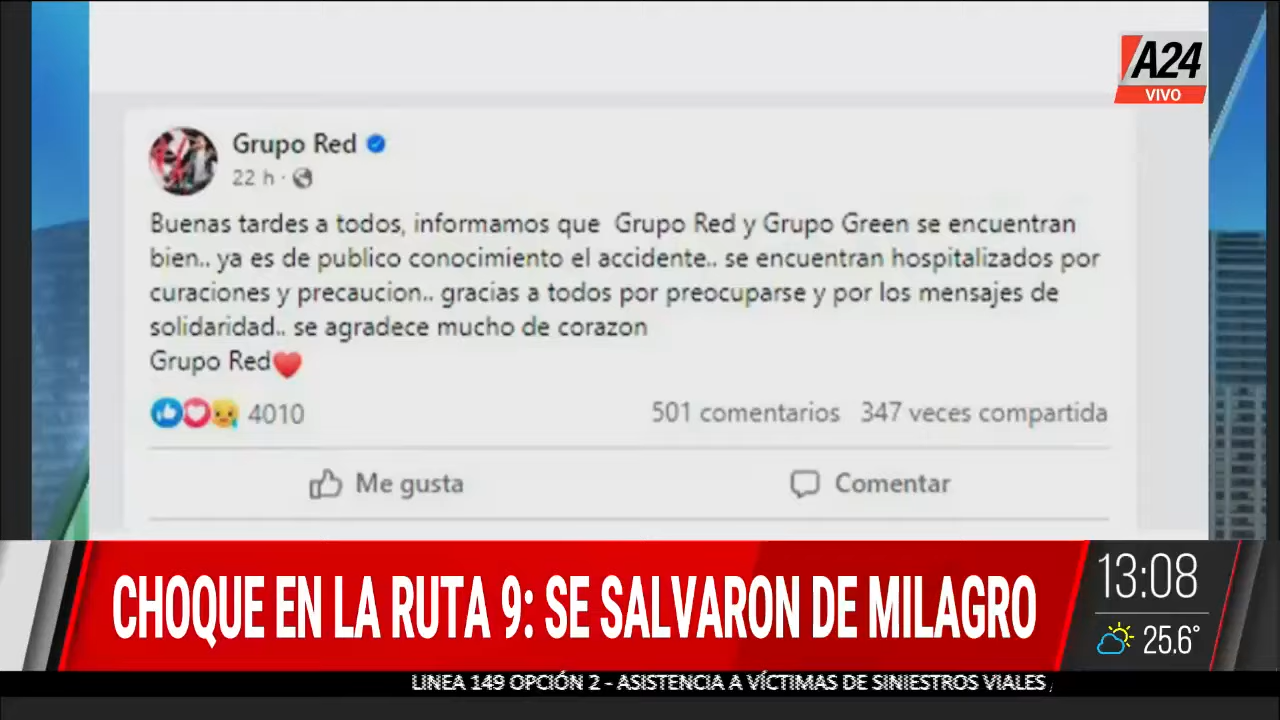 A24
VIVO
Grupo Red
22 h ·
Buenas tardes a todos, informamos que Grupo Red y Grupo Green se encuentran
bien.. ya es de publico conocimiento el accidente.. se encuentran hospitalizados por
curaciones y precaucion.. gracias a todos por preocuparse y por los mensajes de
solidaridad.. se agradece mucho de corazon
Grupo Red❤️
4010
501 comentarios 347 veces compartida
Me gusta
Comentar
CHOQUE EN LA RUTA 9: SE SALVARON DE MILAGRO
13:08
25.6°
LINEA 149 OPCIÓN 2 - ASISTENCIA A VÍCTIMAS DE SINIESTROS VIALES /